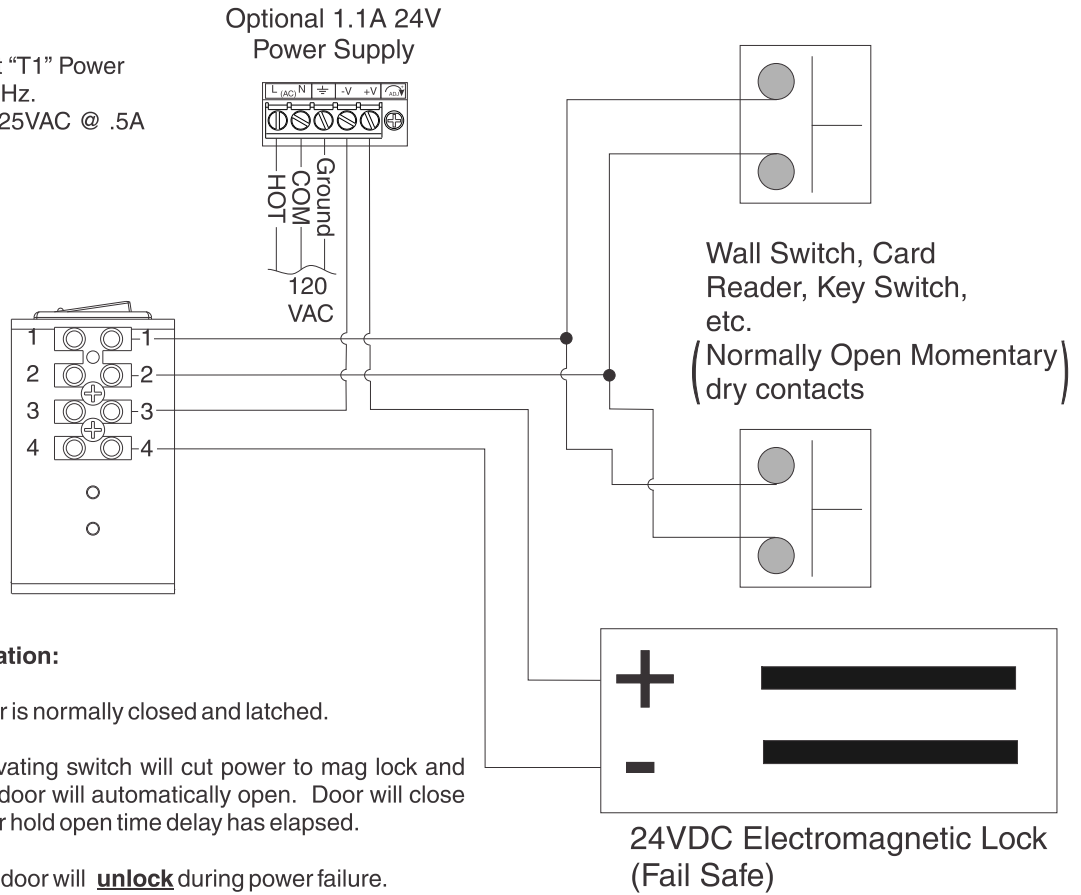 Optional 1.1A 24V
Power Supply
“T1” Power
Hz.
25VAC @ .5A
L (AC) N -V +V ADJ
HOT
COM
Ground
120
VAC
Wall Switch, Card
Reader, Key Switch,
etc.
(Normally Open Momentary
dry contacts)
1 1
2 2
3 3
4 4
ation:
r is normally closed and latched.
vating switch will cut power to mag lock and
door will automatically open. Door will close
r hold open time delay has elapsed.
door will unlock during power failure.
+
-
24VDC Electromagnetic Lock
(Fail Safe)